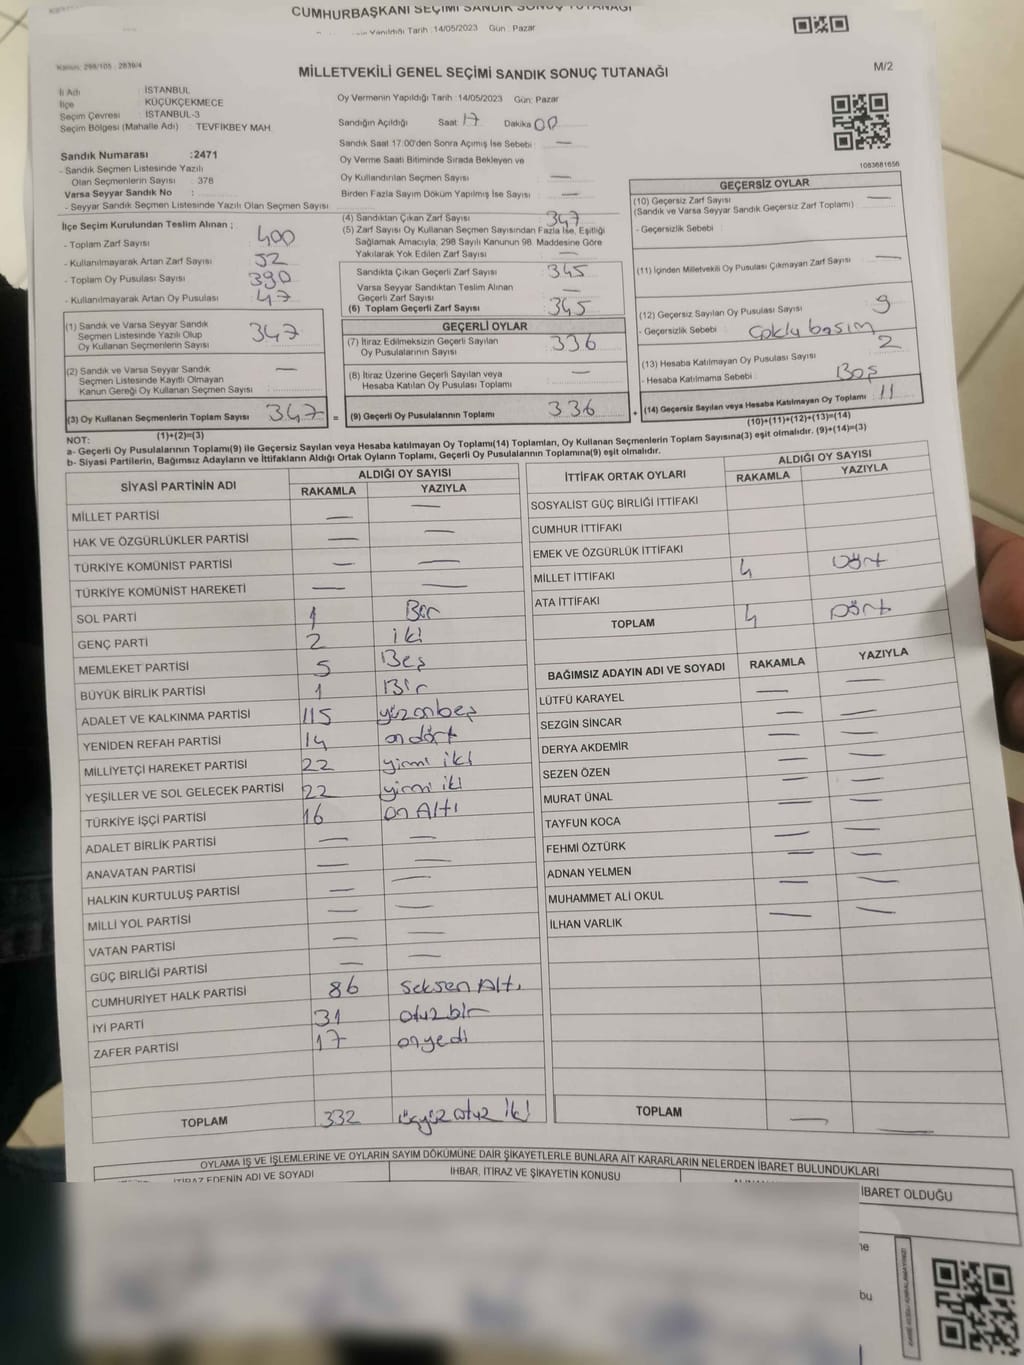 CUMHURBAŞKANI SEÇİMİ SANDIK SONUÇ TUTANAĞI
Yapıldığı Tarih : 14/05/2023 Gün : Pazar
Kanun: 298/105 : 2839/4
M/2
MİLLETVEKİLİ GENEL SEÇİMİ SANDIK SONUÇ TUTANAĞI
İl Adı : İSTANBUL
İlçe : KÜÇÜKÇEKMECE
Seçim Çevresi : İSTANBUL-3
Seçim Bölgesi (Mahalle Adı) : TEVFİKBEY MAH.
Sandık Numarası :2471
- Sandık Seçmen Listesinde Yazılı
Olan Seçmenlerin Sayısı : 378
Varsa Seyyar Sandık No :
- Seyyar Sandık Seçmen Listesinde Yazılı Olan Seçmen Sayısı :
Oy Vermenin Yapıldığı Tarih :14/05/2023 Gün: Pazar
Sandığın Açıldığı Saat : 17 Dakika : 00
Sandık Saat 17.00'den Sonra Açımış İse Sebebi : —
Oy Verme Saati Bitiminde Sırada Bekleyen ve
Oy Kullandırılan Seçmen Sayısı : —
Birden Fazla Sayım Döküm Yapılmış İse Sayısı : —
1083681656
İlçe Seçim Kurulundan Teslim Alınan ;
- Toplam Zarf Sayısı : 400
- Kullanılmayarak Artan Zarf Sayısı : 52
- Toplam Oy Pusulası Sayısı : 390
- Kullanılmayarak Artan Oy Pusulası : 47
(4) Sandıktan Çıkan Zarf Sayısı : 347
(5) Zarf Sayısı Oy Kullanan Seçmen Sayısından Fazla İse, Eşitliği
Sağlamak Amacıyla; 298 Sayılı Kanunun 98. Maddesine Göre
Yakılarak Yok Edilen Zarf Sayısı : —
Sandıkta Çıkan Geçerli Zarf Sayısı : 345
Varsa Seyyar Sandıktan Teslim Alınan
Geçerli Zarf Sayısı : —
(6) Toplam Geçerli Zarf Sayısı : 345
GEÇERSİZ OYLAR
(10) Geçersiz Zarf Sayısı : —
(Sandık ve Varsa Seyyar Sandık Geçersiz Zarf Toplamı)
- Geçersizlik Sebebi :
(11) İçinden Milletvekili Oy Pusulası Çıkmayan Zarf Sayısı : —
(12) Geçersiz Sayılan Oy Pusulası Sayısı : 9
- Geçersizlik Sebebi : Çoklu basım
(13) Hesaba Katılmayan Oy Pusulası Sayısı : 2
- Hesaba Katılmama Sebebi : Boş
(14) Geçersiz Sayılan veya Hesaba Katılmayan Oy Toplamı : 11
(10)+(11)+(12)+(13)=(14)
(1) Sandık ve Varsa Seyyar Sandık
Seçmen Listesinde Yazılı Olup
Oy Kullanan Seçmenlerin Sayısı : 347
(2) Sandık ve Varsa Seyyar Sandık
Seçmen Listesinde Kayıtlı Olmayan
Kanun Gereği Oy Kullanan Seçmen Sayısı : —
(3) Oy Kullanan Seçmenlerin Toplam Sayısı : 347
(1)+(2)=(3)
=
GEÇERLİ OYLAR
(7) İtiraz Edilmeksizin Geçerli Sayılan
Oy Pusulalarının Sayısı : 336
(8) İtiraz Üzerine Geçerli Sayılan veya
Hesaba Katılan Oy Pusulası Toplamı : —
(9) Geçerli Oy Pusulalarının Toplamı : 336
+
NOT:
a- Geçerli Oy Pusulalarının Toplamı(9) ile Geçersiz Sayılan veya Hesaba katılmayan Oy Toplamı(14) Toplamları, Oy Kullanan Seçmenlerin Toplam Sayısına(3) eşit olmalıdır. (9)+(14)=(3)
b- Siyasi Partilerin, Bağımsız Adayların ve İttifakların Aldığı Ortak Oyların Toplamı, Geçerli Oy Pusulalarının Toplamına(9) eşit olmalıdır.
SİYASİ PARTİNİN ADI ALDIĞI OY SAYISI
RAKAMLA YAZIYLA
MİLLET PARTİSİ — —
HAK VE ÖZGÜRLÜKLER PARTİSİ — —
TÜRKİYE KOMÜNİST PARTİSİ — —
TÜRKİYE KOMÜNİST HAREKETİ — —
SOL PARTİ 1 Bir
GENÇ PARTİ 2 iki
MEMLEKET PARTİSİ 5 Beş
BÜYÜK BİRLİK PARTİSİ 1 Bir
ADALET VE KALKINMA PARTİSİ 115 yüzonbeş
YENİDEN REFAH PARTİSİ 14 on dört
MİLLİYETÇİ HAREKET PARTİSİ 22 yirmi iki
YEŞİLLER VE SOL GELECEK PARTİSİ 22 yirmi iki
TÜRKİYE İŞÇİ PARTİSİ 16 on Altı
ADALET BİRLİK PARTİSİ — —
ANAVATAN PARTİSİ — —
HALKIN KURTULUŞ PARTİSİ — —
MİLLİ YOL PARTİSİ — —
VATAN PARTİSİ — —
GÜÇ BİRLİĞİ PARTİSİ — —
CUMHURİYET HALK PARTİSİ 86 Seksen Altı
İYİ PARTİ 31 otuz bir
ZAFER PARTİSİ 17 onyedi
TOPLAM 332 üçyüz otuz iki
İTTİFAK ORTAK OYLARI ALDIĞI OY SAYISI
RAKAMLA YAZIYLA
SOSYALİST GÜÇ BİRLİĞİ İTTİFAKI
CUMHUR İTTİFAKI
EMEK VE ÖZGÜRLÜK İTTİFAKI
MİLLET İTTİFAKI 4 Dört
ATA İTTİFAKI
TOPLAM 4 Dört
BAĞIMSIZ ADAYIN ADI VE SOYADI RAKAMLA YAZIYLA
LÜTFÜ KARAYEL — —
SEZGİN SİNCAR — —
DERYA AKDEMİR — —
SEZEN ÖZEN — —
MURAT ÜNAL — —
TAYFUN KOCA — —
FEHMİ ÖZTÜRK — —
ADNAN YELMEN — —
MUHAMMET ALİ OKUL — —
İLHAN VARLIK — —
TOPLAM — —
OYLAMA İŞ VE İŞLEMLERİNE VE OYLARIN SAYIM DÖKÜMÜNE DAİR ŞİKAYETLERLE BUNLARA AİT KARARLARIN NELERDEN İBARET BULUNDUKLARI
İTİRAZ EDENİN ADI VE SOYADI İHBAR, İTİRAZ VE ŞİKAYETİN KONUSU
İBARET OLDUĞU
ne
bu